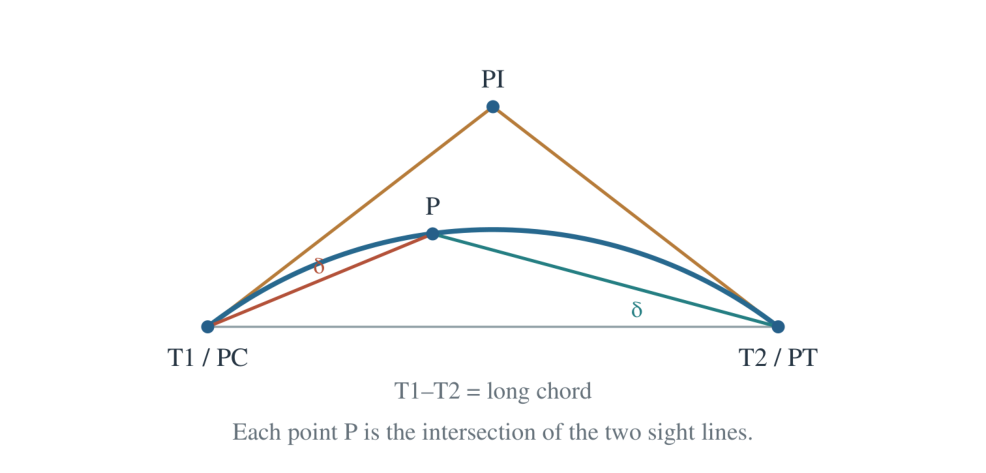 PI
P
δ
δ
T1 / PC
T2 / PT
T1–T2 = long chord
Each point P is the intersection of the two sight lines.